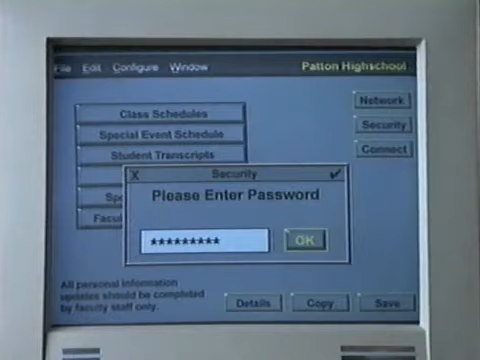 File Edit Configure Window Patton Highschool
Class Schedules
Special Event Schedule
Student Transcripts
Network
Security
Connect
X Security ✓
Please Enter Password
********* OK
All personal information
updates should be completed
by faculty staff only.
Details Copy Save